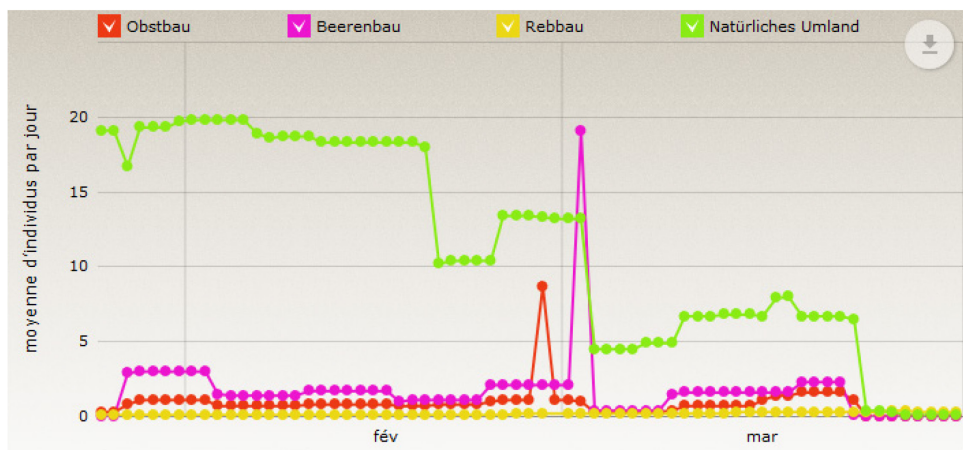 Obstbau Beerenbau Rebbau Natürliches Umland
moyenne d'individus par jour
20
15
10
5
0
fév mar